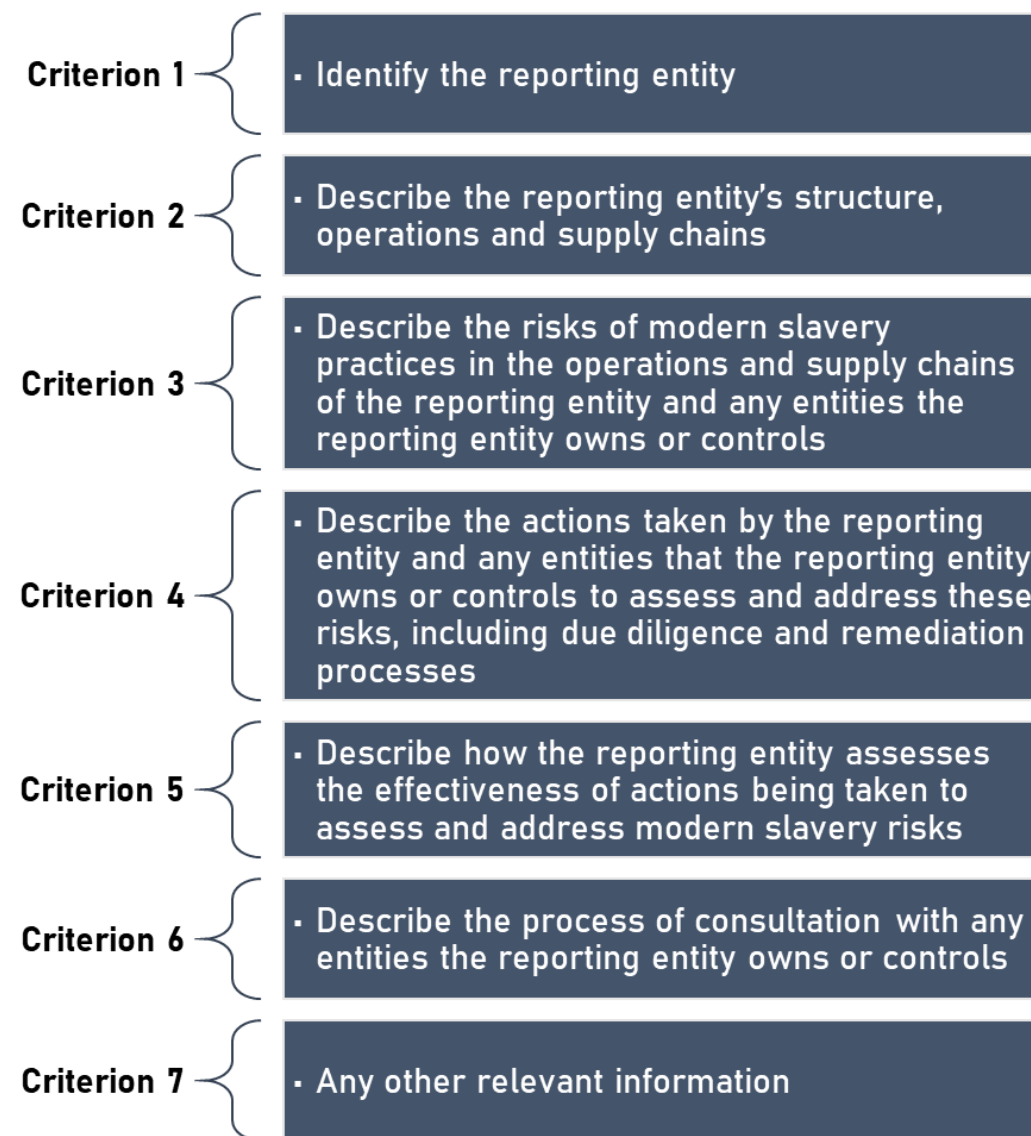 Criterion 1
▪ Identify the reporting entity
Criterion 2
▪ Describe the reporting entity’s structure,
operations and supply chains
Criterion 3
▪ Describe the risks of modern slavery
practices in the operations and supply chains
of the reporting entity and any entities the
reporting entity owns or controls
Criterion 4
▪ Describe the actions taken by the reporting
entity and any entities that the reporting entity
owns or controls to assess and address these
risks, including due diligence and remediation
processes
Criterion 5
▪ Describe how the reporting entity assesses
the effectiveness of actions being taken to
assess and address modern slavery risks
Criterion 6
▪ Describe the process of consultation with any
entities the reporting entity owns or controls
Criterion 7
▪ Any other relevant information